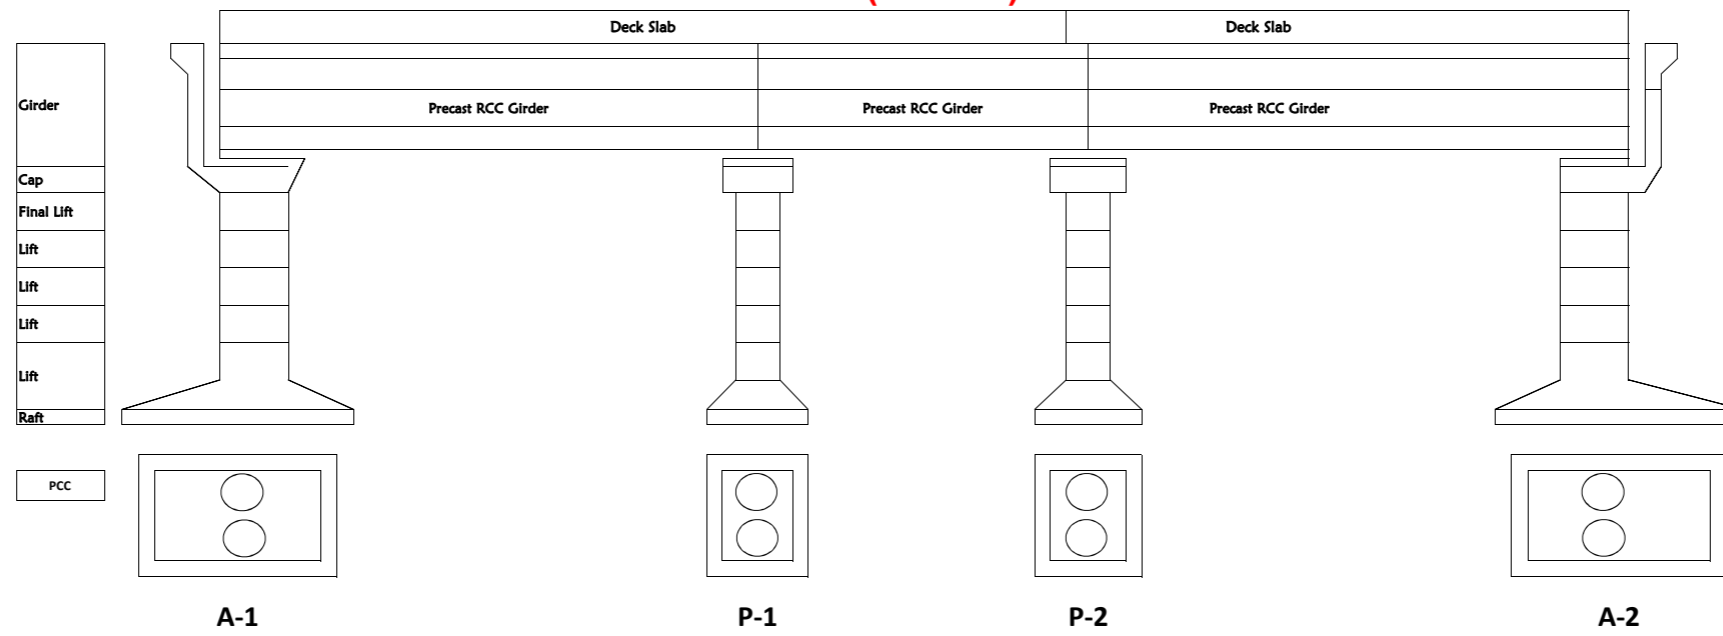 Deck Slab Deck Slab
Girder Precast RCC Girder Precast RCC Girder Precast RCC Girder
Cap
Final Lift
Lift
Lift
Lift
Lift
Raft
PCC
A-1 P-1 P-2 A-2